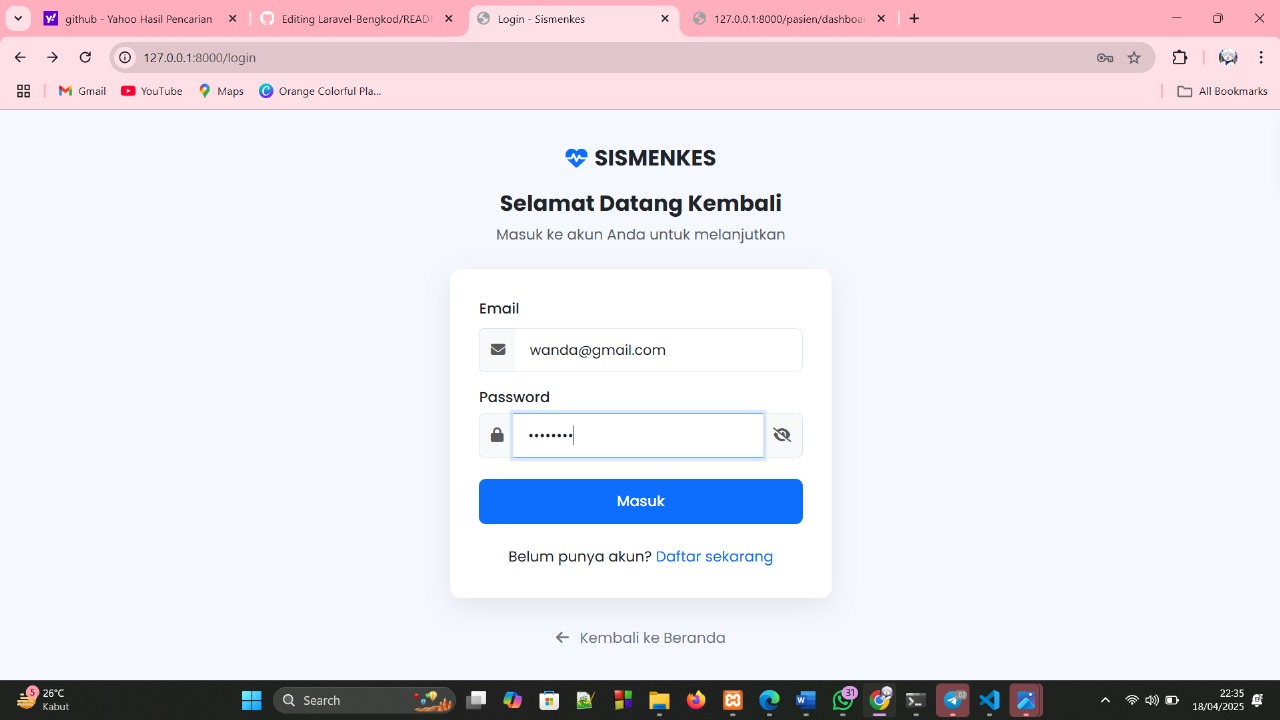 github - Yahoo Hasil Pencarian
Editing Laravel-Bengkod/READ
Login - Sismenkes
127.0.0.1:8000/pasien/dashboa
127.0.0.1:8000/login
Gmail
YouTube
Maps
Orange Colorful Pla...
All Bookmarks
SISMENKES
Selamat Datang Kembali
Masuk ke akun Anda untuk melanjutkan
Email
wanda@gmail.com
Password
••••••••
Masuk
Belum punya akun? Daftar sekarang
Kembali ke Beranda
5
26°C
Kabut
Search
31
02
22:35
18/04/2025